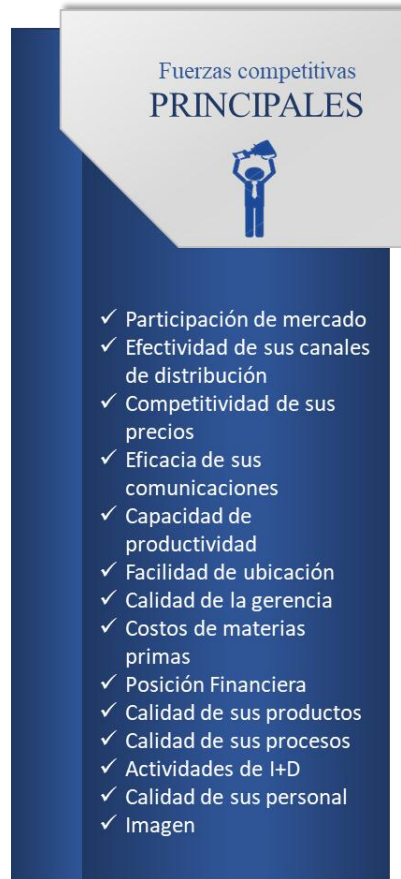 Fuerzas competitivas
PRINCIPALES
✓ Participación de mercado
✓ Efectividad de sus canales
de distribución
✓ Competitividad de sus
precios
✓ Eficacia de sus
comunicaciones
✓ Capacidad de
productividad
✓ Facilidad de ubicación
✓ Calidad de la gerencia
✓ Costos de materias
primas
✓ Posición Financiera
✓ Calidad de sus productos
✓ Calidad de sus procesos
✓ Actividades de I+D
✓ Calidad de sus personal
✓ Imagen